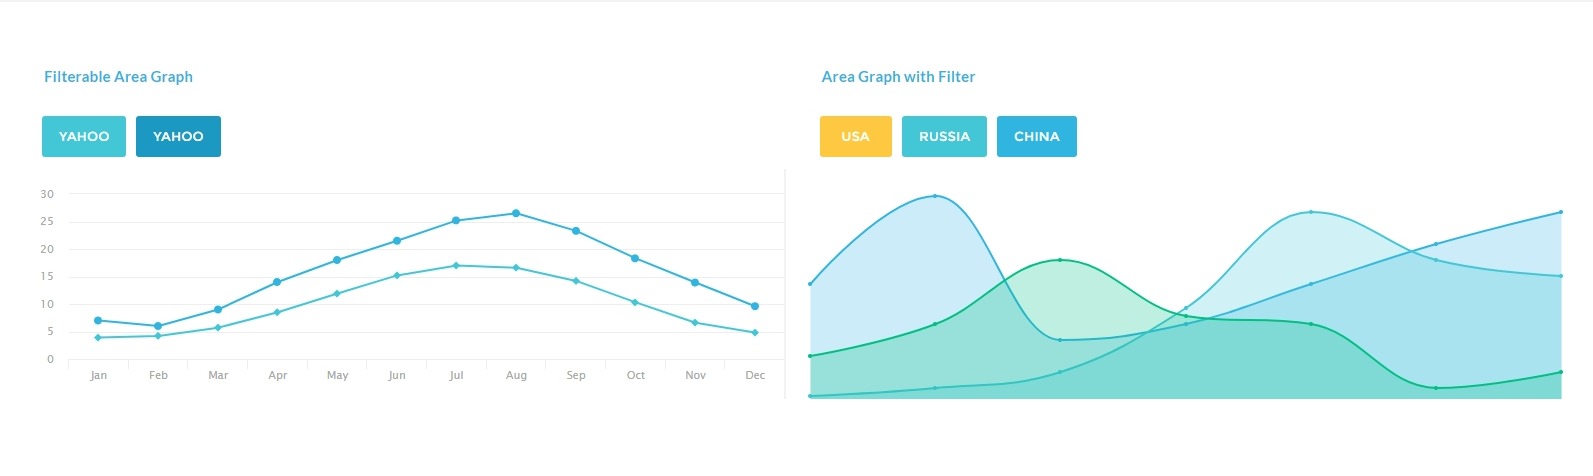 Filterable Area Graph
YAHOO YAHOO
30
25
20
15
10
5
0
Jan Feb Mar Apr May Jun Jul Aug Sep Oct Nov Dec
Area Graph with Filter
USA RUSSIA CHINA